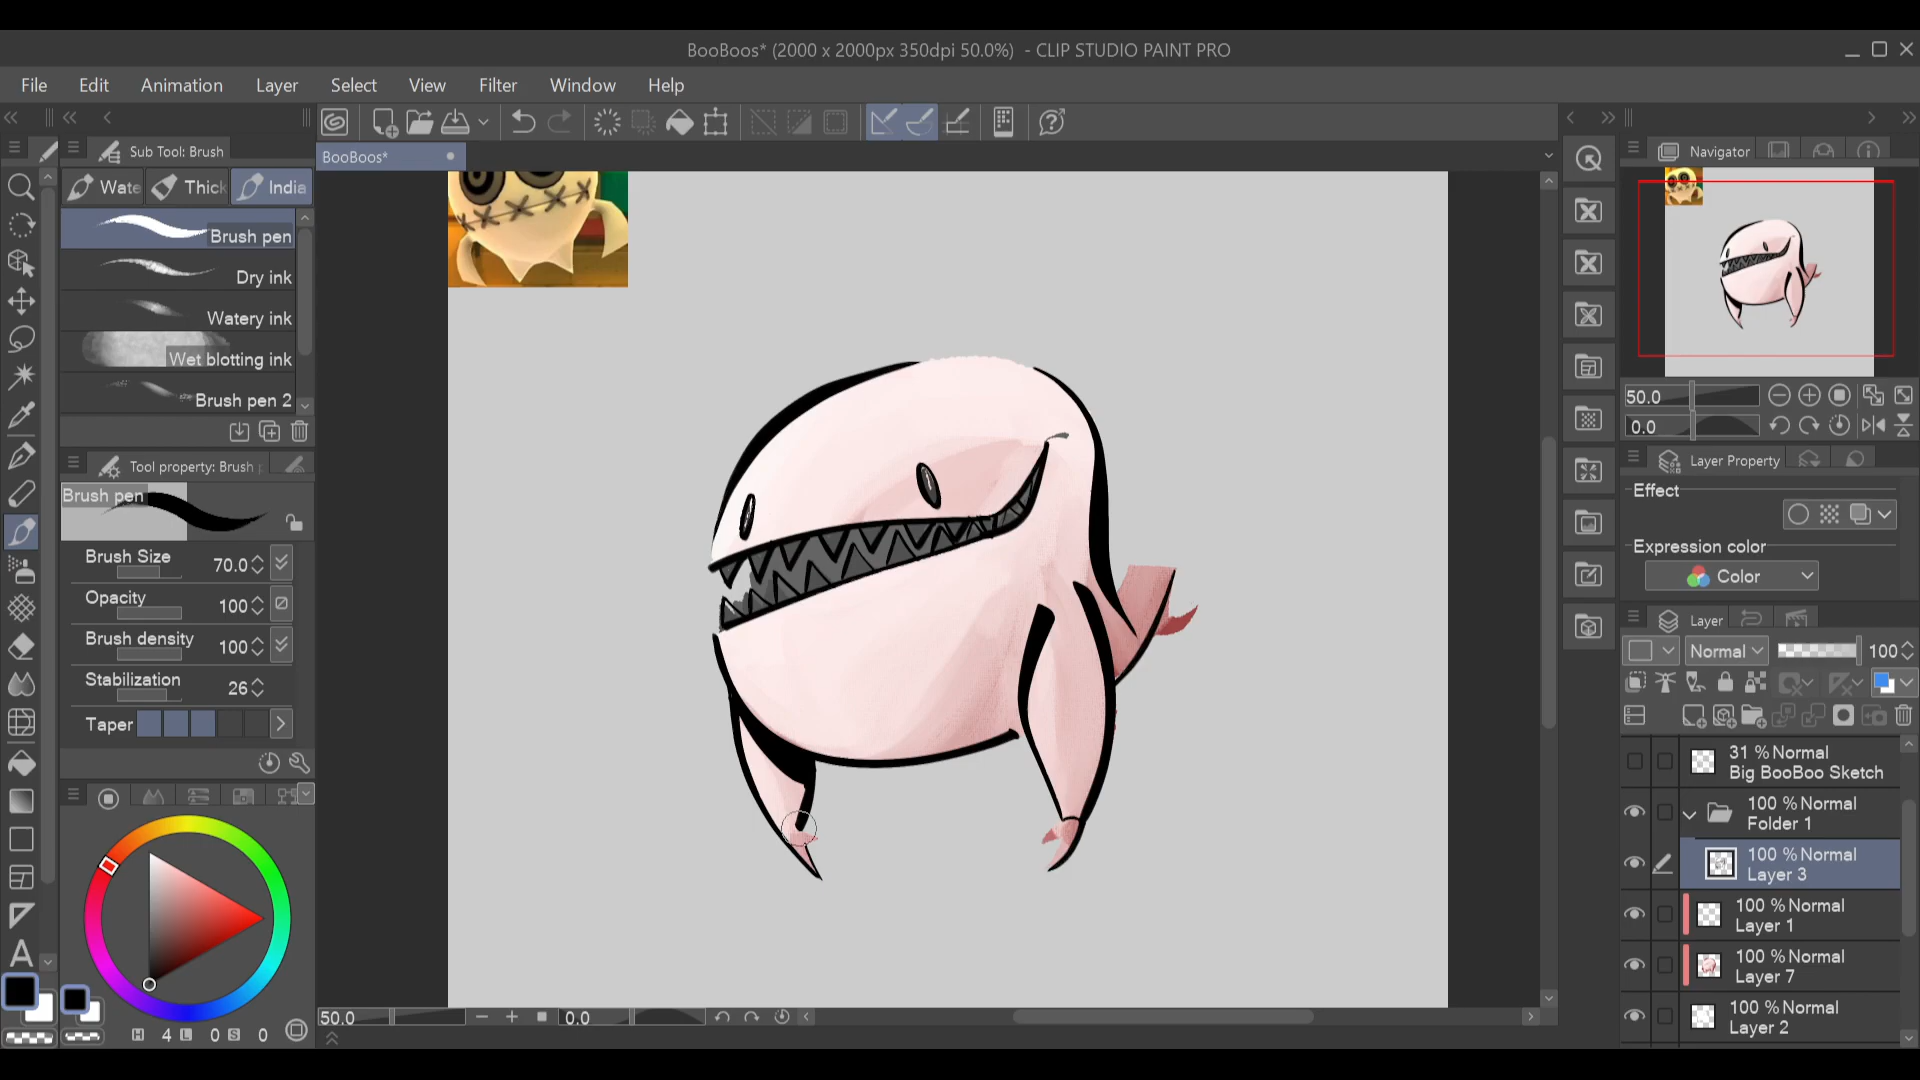 BooBoos* (2000 x 2000px 350dpi 50.0%) - CLIP STUDIO PAINT PRO
File Edit Animation Layer Select View Filter Window Help
Sub Tool: Brush
BooBoos*
Navigator
Wate Thick India
Brush pen
Dry ink
Watery ink
Wet blotting ink
Brush pen 2
50.0
0.0
Tool property: Brush p
Layer Property
Brush pen
Effect
Expression color
Color
Brush Size 70.0
Opacity 100
Brush density 100
Stabilization 26
Taper
Layer
Normal 100
31 % Normal
Big BooBoo Sketch
100 % Normal
Folder 1
100 % Normal
Layer 3
100 % Normal
Layer 1
100 % Normal
Layer 7
100 % Normal
Layer 2
A
50.0 0.0
H 4 L 0 S 0